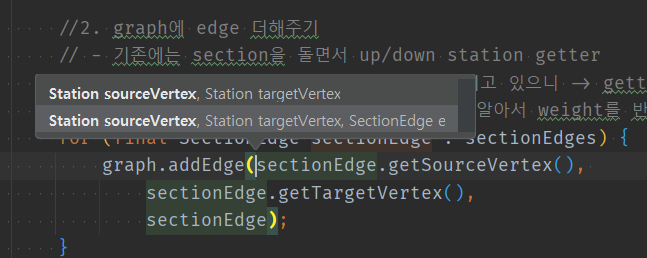 //2. graph에 edge 더해주기
// - 기존에는 section을 돌면서 up/down station getter
고 있으니 -> gett
Station sourceVertex, Station targetVertex
알아서 weight를 반
Station sourceVertex, Station targetVertex, SectionEdge e
for (final SectionEdge sectionEdge : sectionEdges) {
graph.addEdge(sectionEdge.getSourceVertex(),
sectionEdge.getTargetVertex(),
sectionEdge);
}